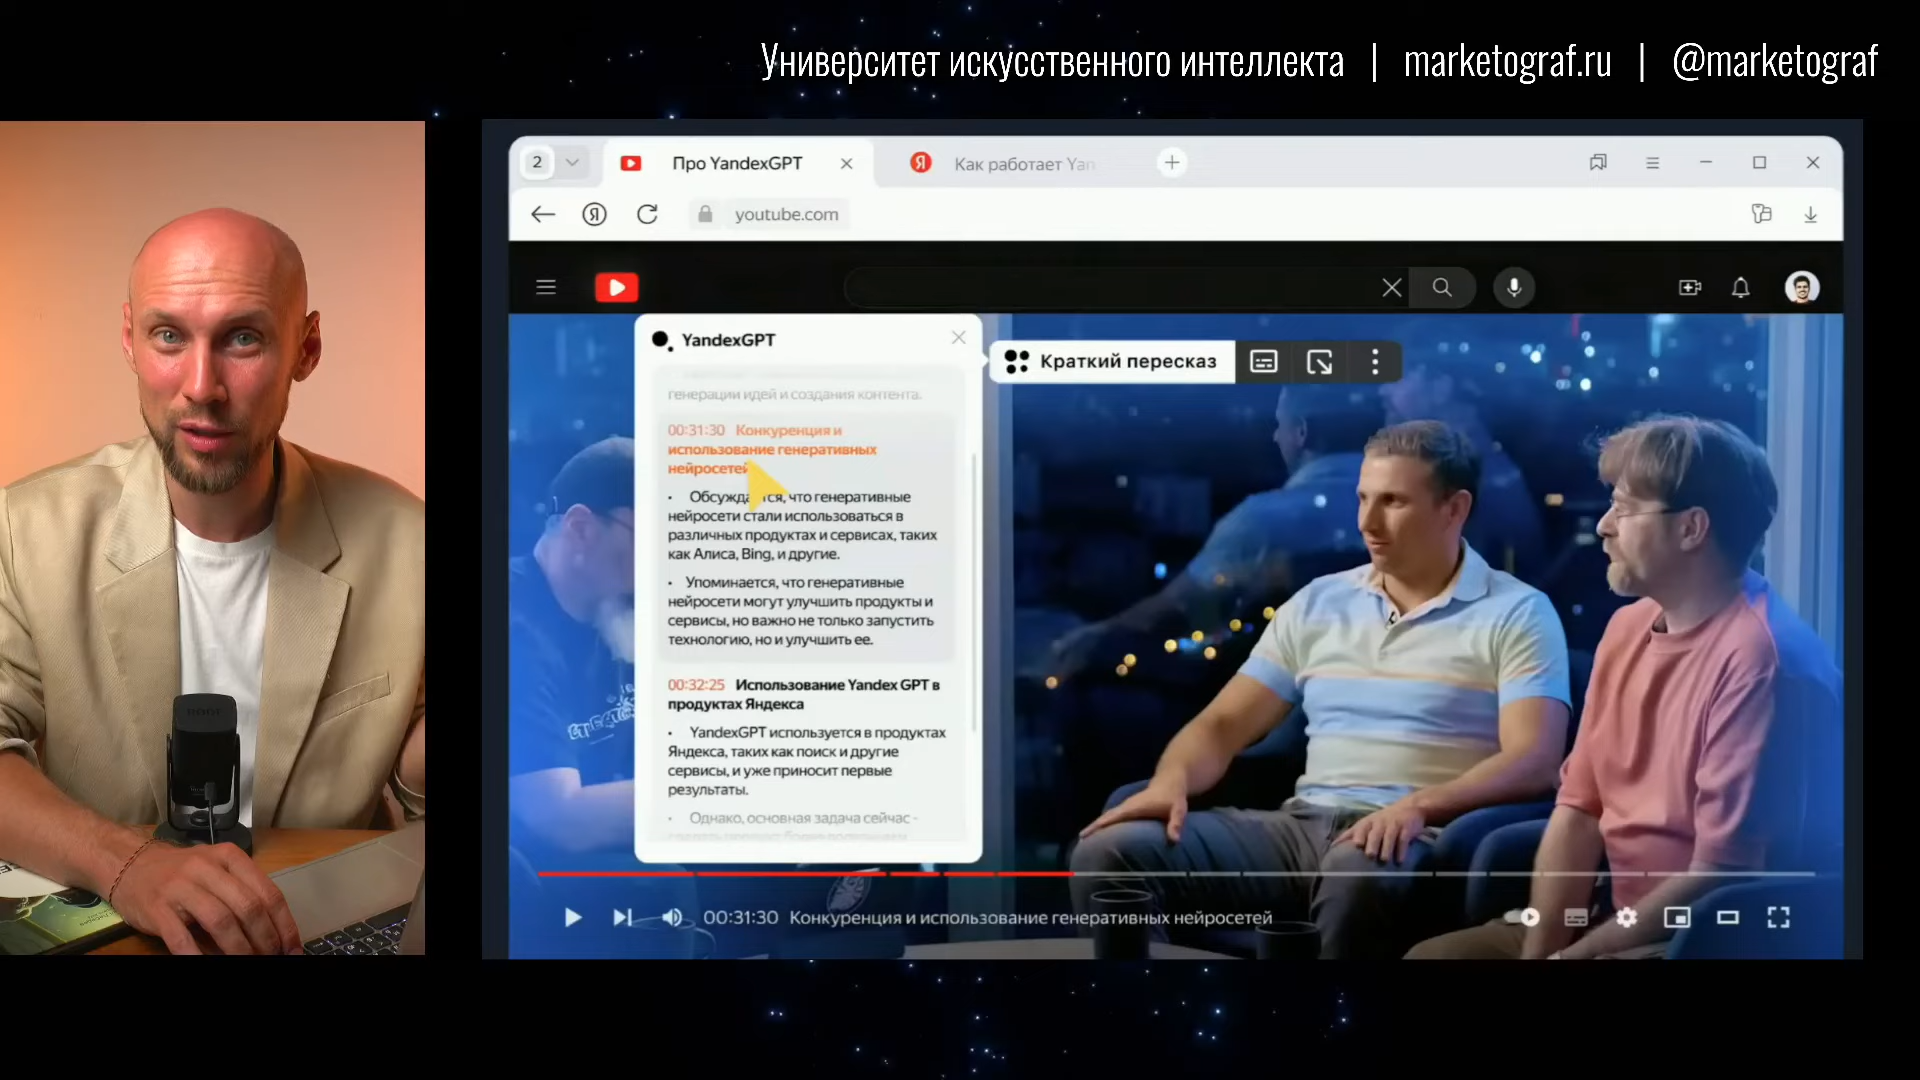 Университет искусственного интеллекта | marketograf.ru | @marketograf
2
Про YandexGPT
Я
Как работает Yan
Я
youtube.com
YandexGPT
Краткий пересказ
генерации идей и создания контента.
00:31:30 Конкуренция и
использование генеративных
нейросетей
• Обсуждается, что генеративные
нейросети стали использоваться в
различных продуктах и сервисах, таких
как Алиса, Bing, и другие.
• Упоминается, что генеративные
нейросети могут улучшить продукты и
сервисы, но важно не только запустить
технологию, но и улучшить ее.
00:32:25 Использование Yandex GPT в
продуктах Яндекса
• YandexGPT используется в продуктах
Яндекса, таких как поиск и другие
сервисы, и уже приносит первые
результаты.
• Однако, основная задача сейчас -
00:31:30 Конкуренция и использование генеративных нейросетей